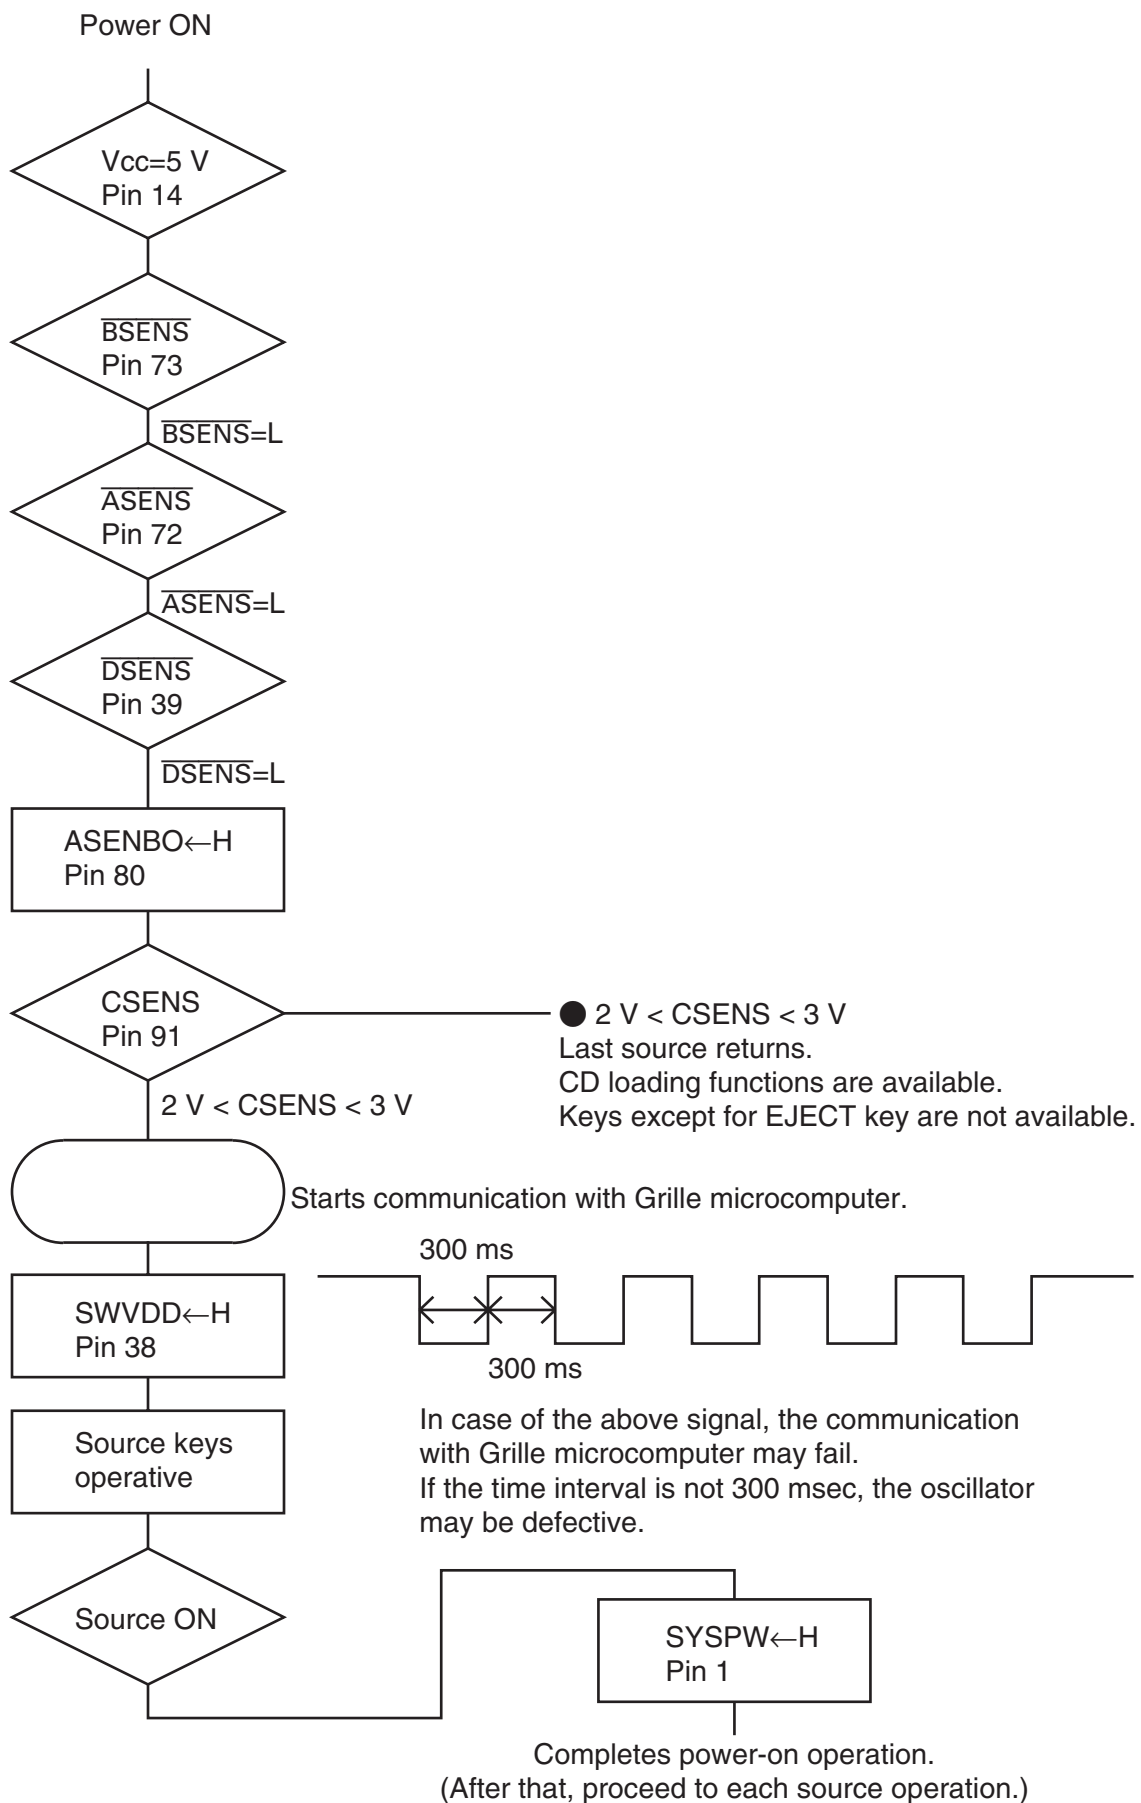 Power ON
Vcc=5 V
Pin 14
BSENS
Pin 73
BSENS=L
ASENS
Pin 72
ASENS=L
DSENS
Pin 39
DSENS=L
ASENBO←H
Pin 80
CSENS
Pin 91
● 2 V < CSENS < 3 V
Last source returns.
CD loading functions are available.
Keys except for EJECT key are not available.
2 V < CSENS < 3 V
Starts communication with Grille microcomputer.
300 ms
SWVDD←H
Pin 38
300 ms
In case of the above signal, the communication
with Grille microcomputer may fail.
If the time interval is not 300 msec, the oscillator
may be defective.
Source keys
operative
Source ON
SYSPW←H
Pin 1
Completes power-on operation.
(After that, proceed to each source operation.)